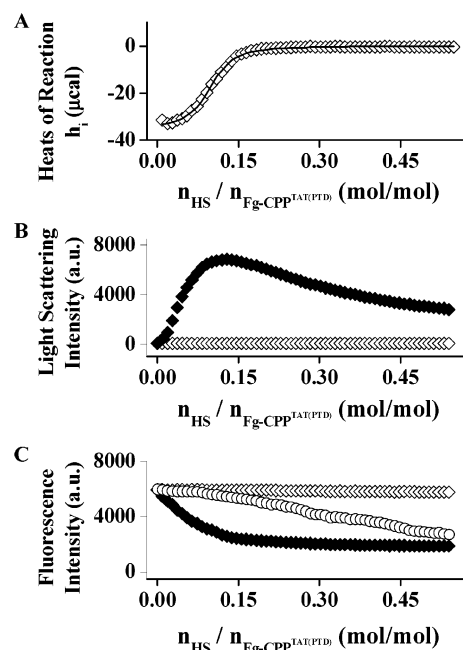 A
Heats of Reaction
hᵢ (µcal)
0
-20
-40
0.00 0.15 0.30 0.45
n_HS / n_Fg-CPP^TAT(PTD) (mol/mol)
B
Light Scattering
Intensity (a.u.)
8000
4000
0
0.00 0.15 0.30 0.45
n_HS / n_Fg-CPP^TAT(PTD) (mol/mol)
C
Fluorescence
Intensity (a.u.)
8000
4000
0
0.00 0.15 0.30 0.45
n_HS / n_Fg-CPP^TAT(PTD) (mol/mol)